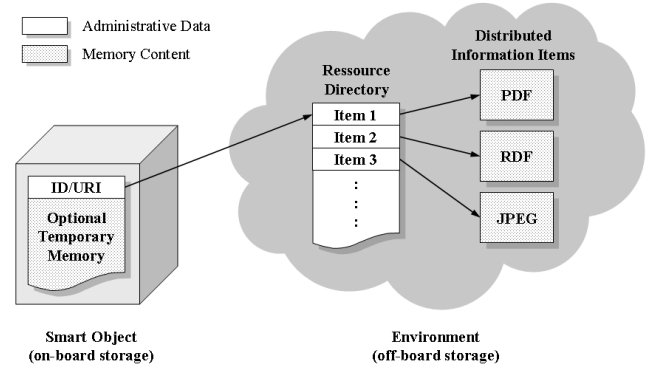 Administrative Data
Memory Content
Distributed
Information Items
Ressource
Directory
Item 1
Item 2
Item 3
:
:
PDF
RDF
JPEG
ID/URI
Optional
Temporary
Memory
Smart Object
(on-board storage)
Environment
(off-board storage)